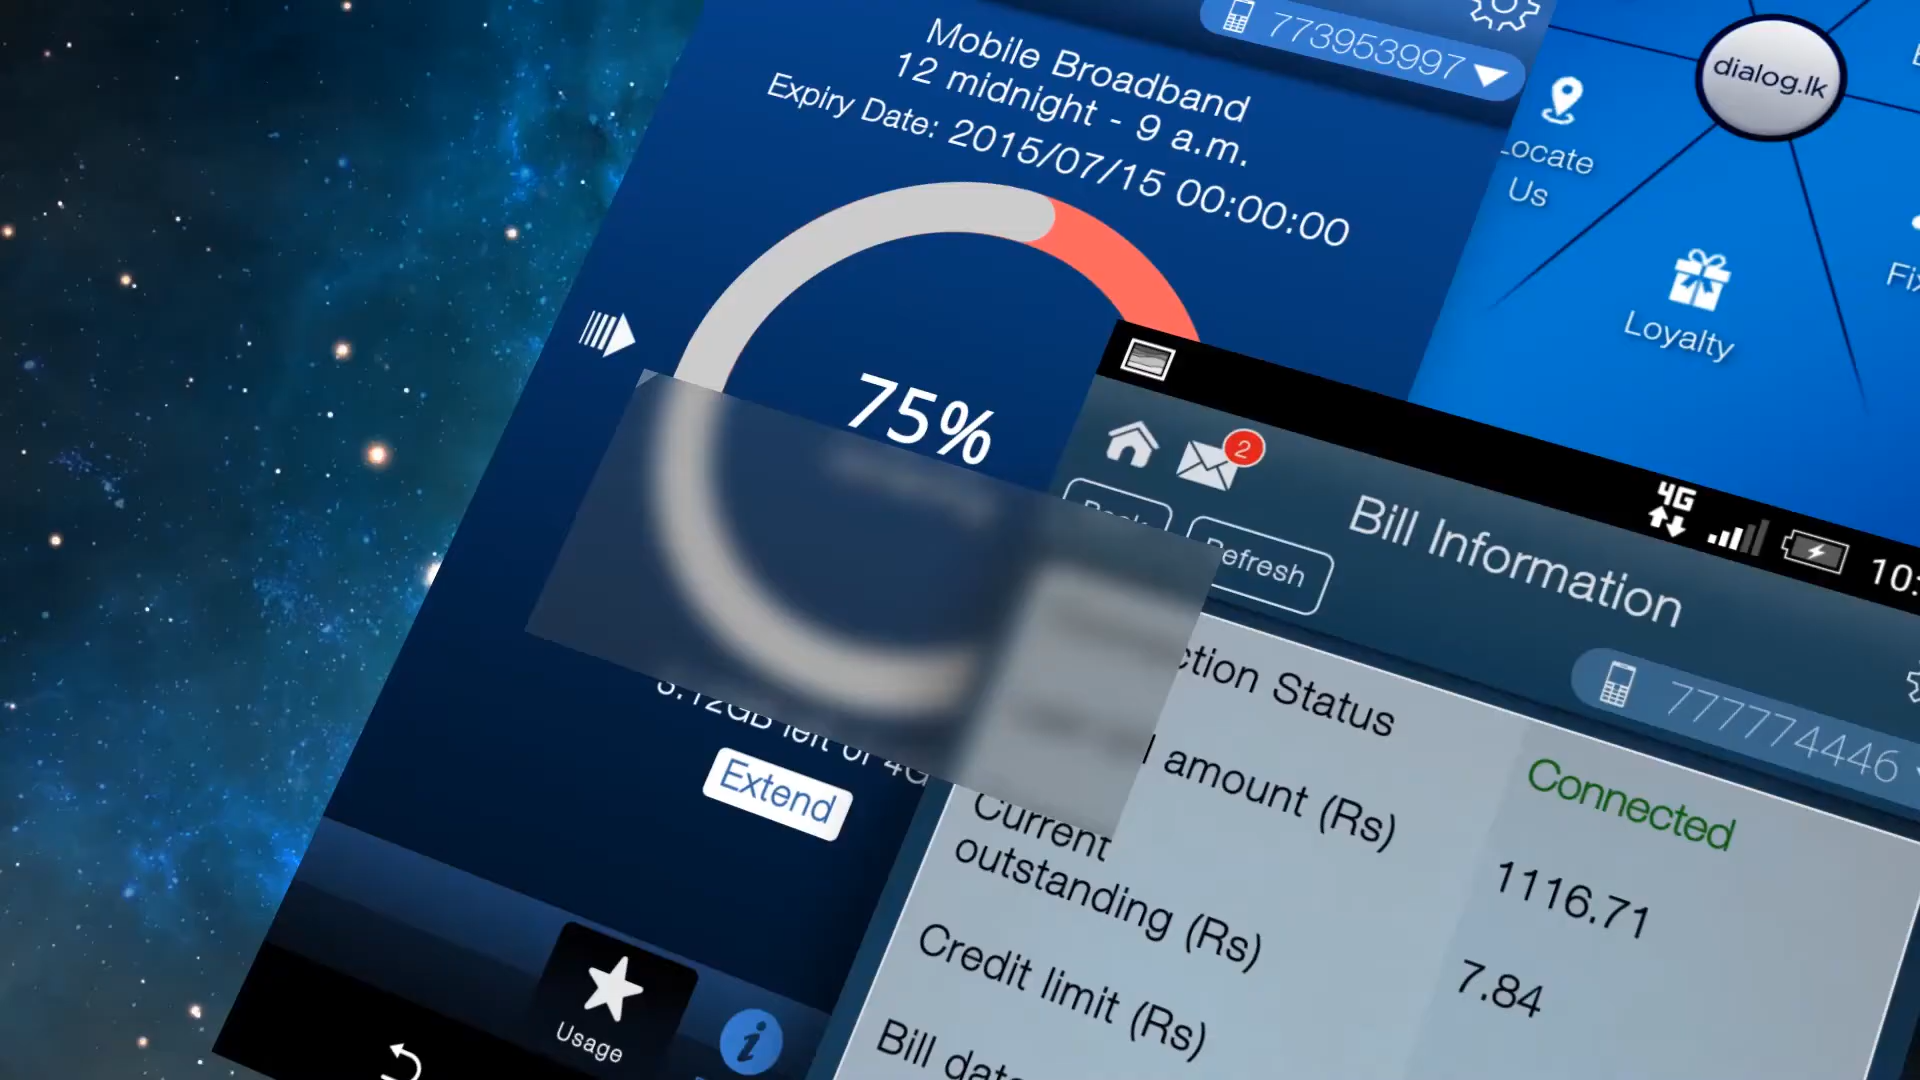 773953997
Mobile Broadband
12 midnight - 9 a.m.
Expiry Date: 2015/07/15 00:00:00
75%
Extend
Usage
dialog.lk
Locate
Us
Loyalty
2
4G
10:
Refresh
Bill Information
777774446
Status
Connected
amount (Rs)
1116.71
Current
outstanding (Rs)
7.84
Credit limit (Rs)
Bill